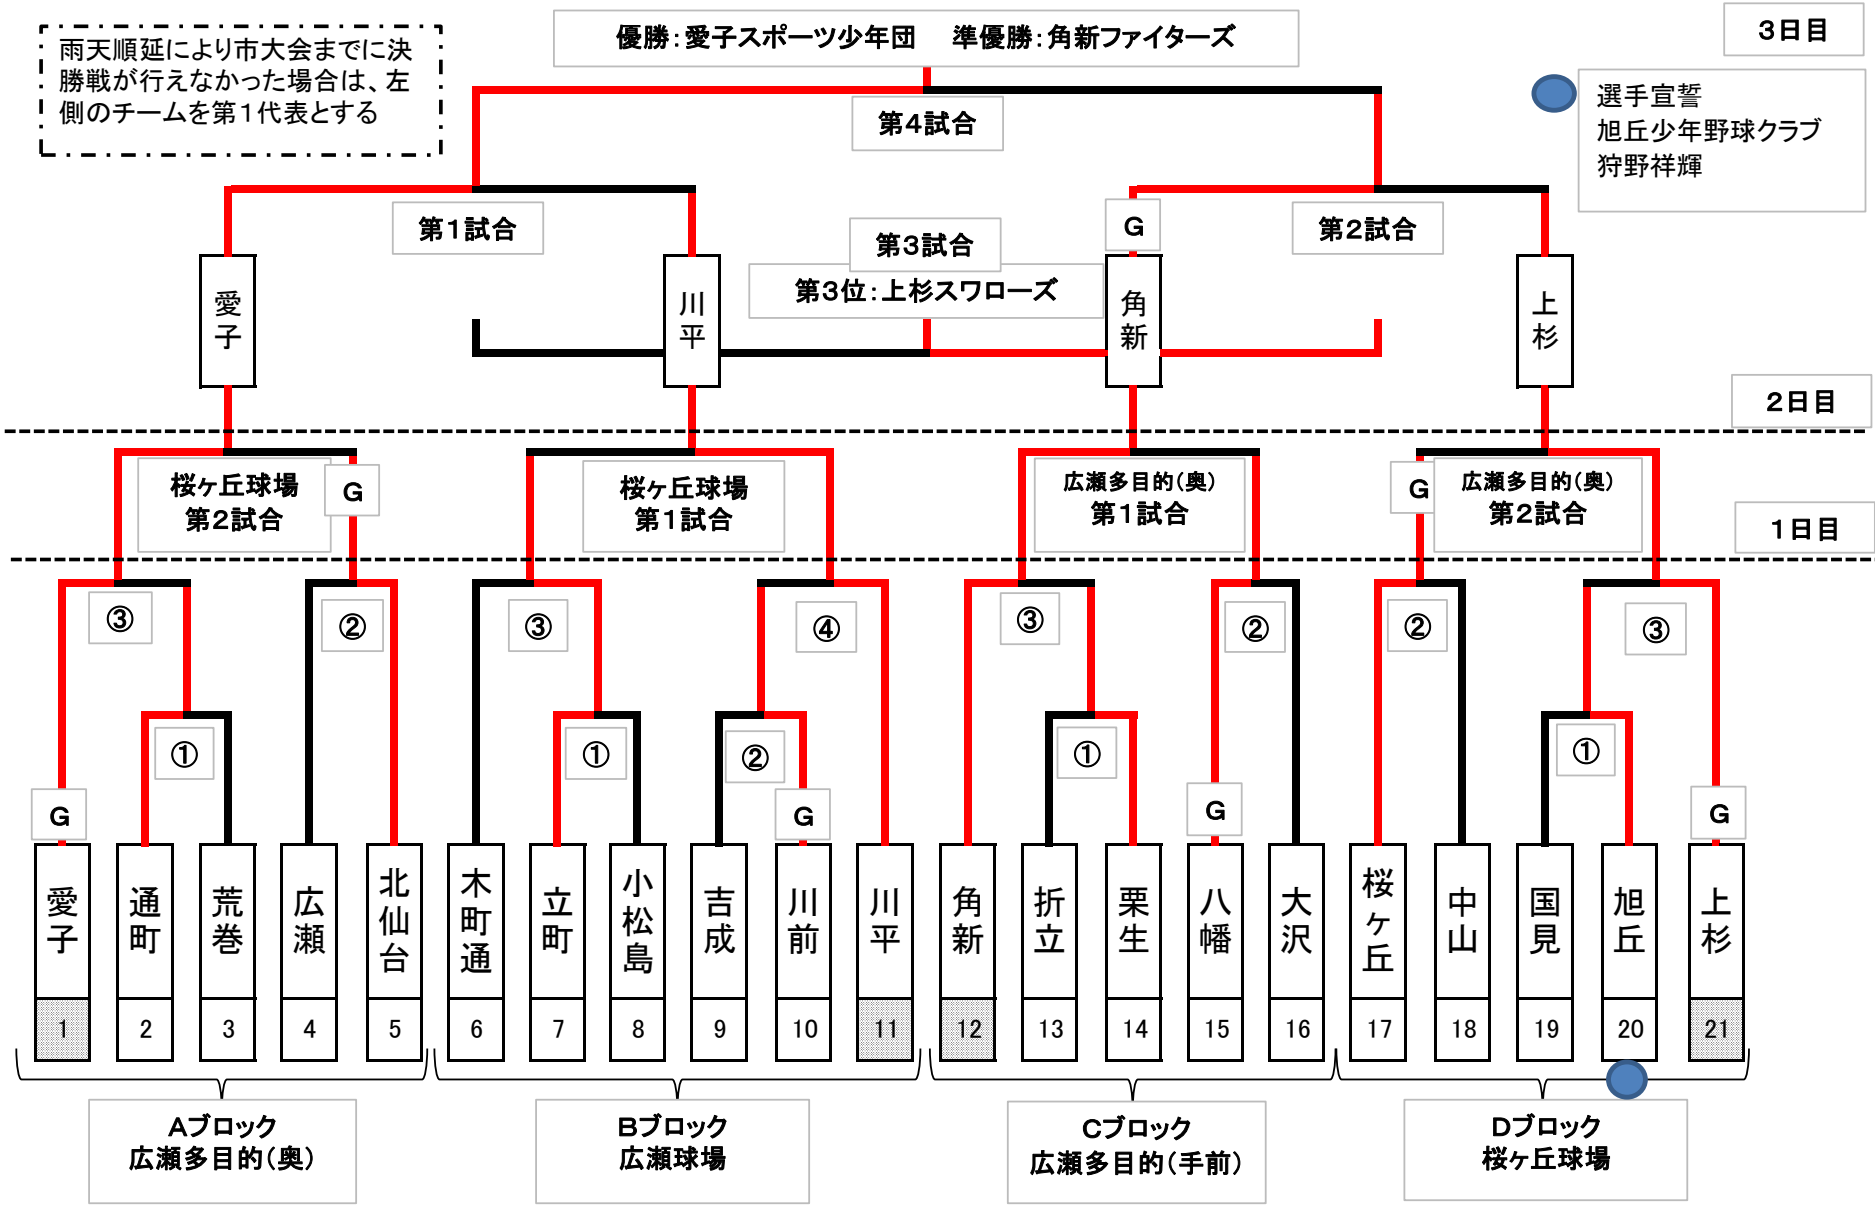 雨天順延により市大会までに決
勝戦が行えなかった場合は、左
側のチームを第1代表とする
優勝：愛子スポーツ少年団　準優勝：角新ファイターズ
3日目
選手宣誓
旭丘少年野球クラブ
狩野祥輝
第4試合
第1試合
第3試合
G
第2試合
第3位：上杉スワローズ
愛子
川平
角新
上杉
2日目
桜ヶ丘球場
第2試合
G
桜ヶ丘球場
第1試合
広瀬多目的（奥）
第1試合
G
広瀬多目的（奥）
第2試合
1日目
③
②
③
④
③
②
②
③
①
①
②
①
①
G
G
G
G
愛子
通町
荒巻
広瀬
北仙台
木町通
立町
小松島
吉成
川前
川平
角新
折立
栗生
八幡
大沢
桜ヶ丘
中山
国見
旭丘
上杉
1
2
3
4
5
6
7
8
9
10
11
12
13
14
15
16
17
18
19
20
21
Aブロック
広瀬多目的（奥）
Bブロック
広瀬球場
Cブロック
広瀬多目的（手前）
Dブロック
桜ヶ丘球場